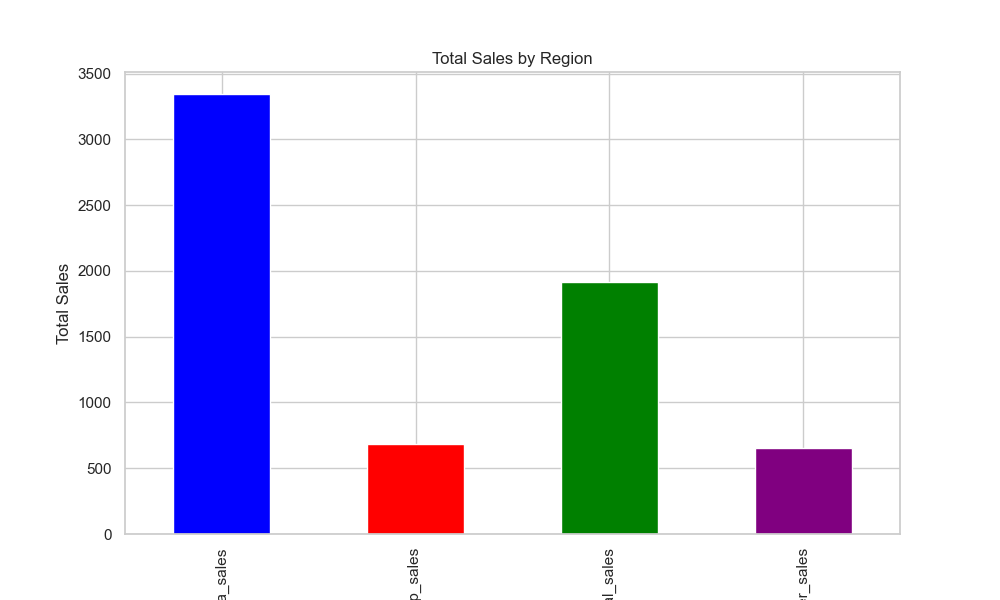 Total Sales by Region
Total Sales
3500
3000
2500
2000
1500
1000
500
0
a_sales
p_sales
al_sales
er_sales